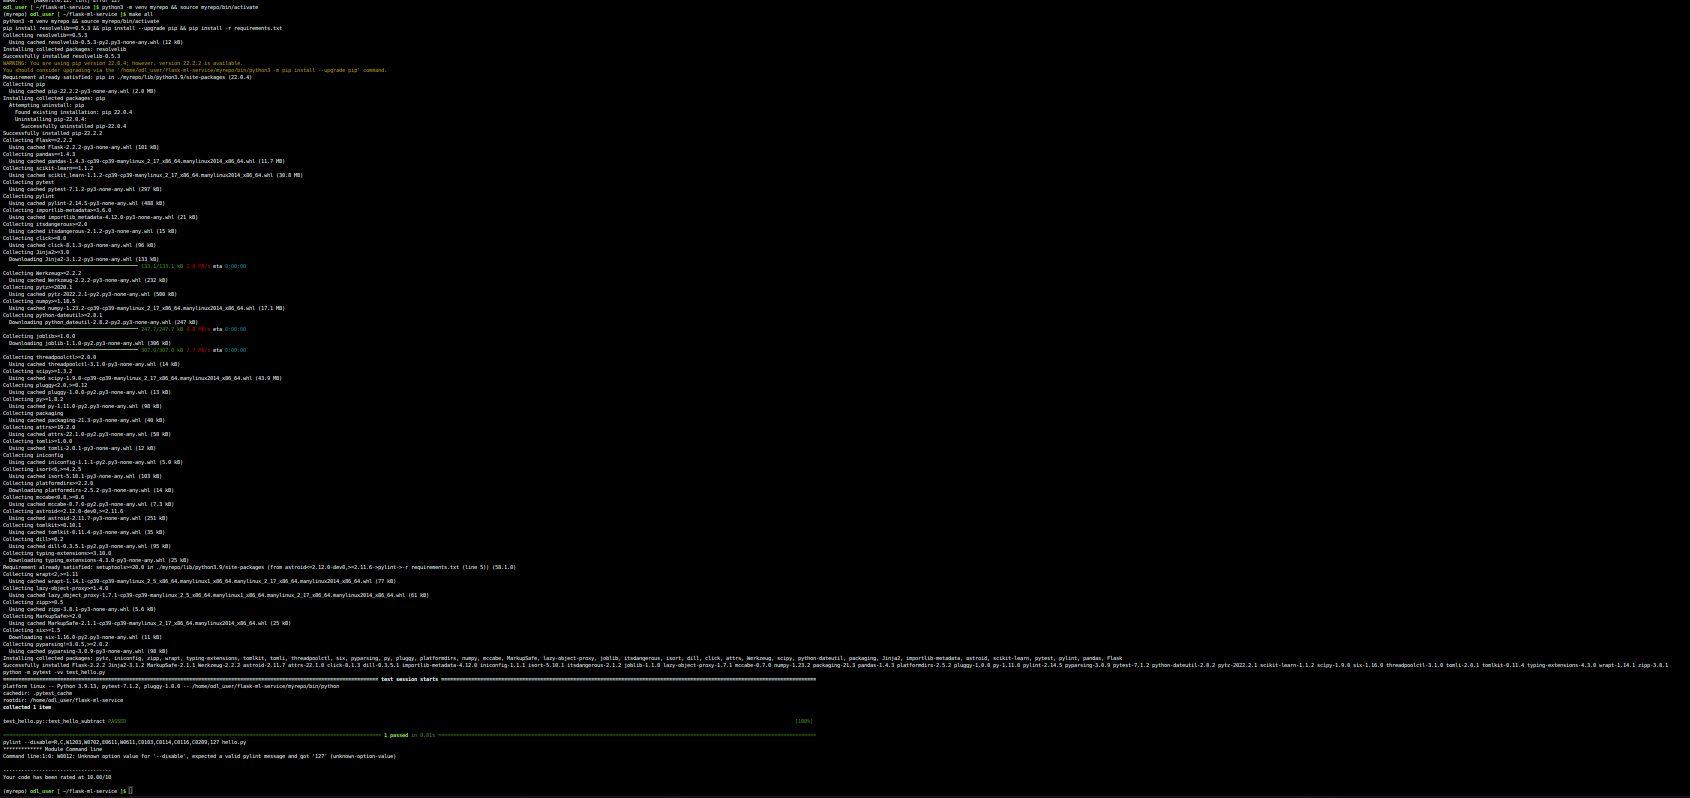 odl_user [ ~/flask-ml-service ]$ python3 -m venv myrepo && source myrepo/bin/activate
(myrepo) odl_user [ ~/flask-ml-service ]$ make all
python3 -m venv myrepo && source myrepo/bin/activate
pip install resolvelib==0.5.3 && pip install --upgrade pip && pip install -r requirements.txt
Collecting resolvelib==0.5.3
Using cached resolvelib-0.5.3-py2.py3-none-any.whl (12 kB)
Installing collected packages: resolvelib
Successfully installed resolvelib-0.5.3
WARNING: You are using pip version 22.0.4; however, version 22.2.2 is available.
You should consider upgrading via the '/home/odl_user/flask-ml-service/myrepo/bin/python3 -m pip install --upgrade pip' command.
Requirement already satisfied: pip in ./myrepo/lib/python3.9/site-packages (22.0.4)
Collecting pip
Using cached pip-22.2.2-py3-none-any.whl (2.0 MB)
Installing collected packages: pip
Attempting uninstall: pip
Found existing installation: pip 22.0.4
Uninstalling pip-22.0.4:
Successfully uninstalled pip-22.0.4
Successfully installed pip-22.2.2
Collecting Flask==2.2.2
Using cached Flask-2.2.2-py3-none-any.whl (101 kB)
Collecting pandas==1.4.3
Using cached pandas-1.4.3-cp39-cp39-manylinux_2_17_x86_64.manylinux2014_x86_64.whl (11.7 MB)
Collecting scikit-learn==1.1.2
Using cached scikit_learn-1.1.2-cp39-cp39-manylinux_2_17_x86_64.manylinux2014_x86_64.whl (30.8 MB)
Collecting pytest
Using cached pytest-7.1.2-py3-none-any.whl (297 kB)
Collecting pylint
Using cached pylint-2.14.5-py3-none-any.whl (488 kB)
Collecting importlib-metadata>=3.6.0
Using cached importlib_metadata-4.12.0-py3-none-any.whl (21 kB)
Collecting itsdangerous>=2.0
Using cached itsdangerous-2.1.2-py3-none-any.whl (15 kB)
Collecting click>=8.0
Using cached click-8.1.3-py3-none-any.whl (96 kB)
Collecting Jinja2>=3.0
Downloading Jinja2-3.1.2-py3-none-any.whl (133 kB)
133.1/133.1 kB eta 0:00:00
Collecting Werkzeug>=2.2.2
Using cached Werkzeug-2.2.2-py3-none-any.whl (232 kB)
Collecting pytz>=2020.1
Using cached pytz-2022.2.1-py2.py3-none-any.whl (500 kB)
Collecting numpy>=1.18.5
Using cached numpy-1.23.2-cp39-cp39-manylinux_2_17_x86_64.manylinux2014_x86_64.whl (17.1 MB)
Collecting python-dateutil>=2.8.1
Downloading python_dateutil-2.8.2-py2.py3-none-any.whl (247 kB)
247.7/247.7 kB eta 0:00:00
Collecting joblib>=1.0.0
Downloading joblib-1.1.0-py2.py3-none-any.whl (306 kB)
307.0/307.0 kB eta 0:00:00
Collecting threadpoolctl>=2.0.0
Using cached threadpoolctl-3.1.0-py3-none-any.whl (14 kB)
Collecting scipy>=1.3.2
Using cached scipy-1.9.0-cp39-cp39-manylinux_2_17_x86_64.manylinux2014_x86_64.whl (43.9 MB)
Collecting pluggy<2.0,>=0.12
Using cached pluggy-1.0.0-py2.py3-none-any.whl (13 kB)
Collecting py>=1.8.2
Using cached py-1.11.0-py2.py3-none-any.whl (98 kB)
Collecting packaging
Using cached packaging-21.3-py3-none-any.whl (40 kB)
Collecting attrs>=19.2.0
Using cached attrs-22.1.0-py2.py3-none-any.whl (58 kB)
Collecting tomli>=1.0.0
Using cached tomli-2.0.1-py3-none-any.whl (12 kB)
Collecting iniconfig
Using cached iniconfig-1.1.1-py2.py3-none-any.whl (5.0 kB)
Collecting isort<6,>=4.2.5
Using cached isort-5.10.1-py3-none-any.whl (103 kB)
Collecting platformdirs>=2.2.0
Downloading platformdirs-2.5.2-py3-none-any.whl (14 kB)
Collecting mccabe<0.8,>=0.6
Using cached mccabe-0.7.0-py2.py3-none-any.whl (7.3 kB)
Collecting astroid<=2.12.0-dev0,>=2.11.6
Using cached astroid-2.11.7-py3-none-any.whl (251 kB)
Collecting tomlkit>=0.10.1
Using cached tomlkit-0.11.4-py3-none-any.whl (35 kB)
Collecting dill>=0.2
Using cached dill-0.3.5.1-py2.py3-none-any.whl (95 kB)
Collecting typing-extensions>=3.10.0
Downloading typing_extensions-4.3.0-py3-none-any.whl (25 kB)
Requirement already satisfied: setuptools>=20.0 in ./myrepo/lib/python3.9/site-packages (from astroid<=2.12.0-dev0,>=2.11.6->pylint->-r requirements.txt (line 5)) (58.1.0)
Collecting wrapt<2,>=1.11
Using cached wrapt-1.14.1-cp39-cp39-manylinux_2_5_x86_64.manylinux1_x86_64.manylinux_2_17_x86_64.manylinux2014_x86_64.whl (77 kB)
Collecting lazy-object-proxy>=1.4.0
Using cached lazy_object_proxy-1.7.1-cp39-cp39-manylinux_2_5_x86_64.manylinux1_x86_64.manylinux_2_17_x86_64.manylinux2014_x86_64.whl (61 kB)
Collecting zipp>=0.5
Using cached zipp-3.8.1-py3-none-any.whl (5.6 kB)
Collecting MarkupSafe>=2.0
Using cached MarkupSafe-2.1.1-cp39-cp39-manylinux_2_17_x86_64.manylinux2014_x86_64.whl (25 kB)
Collecting six>=1.5
Downloading six-1.16.0-py2.py3-none-any.whl (11 kB)
Collecting pyparsing!=3.0.5,>=2.0.2
Using cached pyparsing-3.0.9-py3-none-any.whl (98 kB)
Installing collected packages: pytz, iniconfig, zipp, wrapt, typing-extensions, tomlkit, tomli, threadpoolctl, six, pyparsing, py, pluggy, platformdirs, numpy, mccabe, MarkupSafe, lazy-object-proxy, joblib, itsdangerous, isort, dill, click, attrs, Werkzeug, scipy, python-dateutil, packaging, Jinja2, importlib-metadata, astroid, scikit-learn, pytest, pylint, pandas, Flask
Successfully installed Flask-2.2.2 Jinja2-3.1.2 MarkupSafe-2.1.1 Werkzeug-2.2.2 astroid-2.11.7 attrs-22.1.0 click-8.1.3 dill-0.3.5.1 importlib-metadata-4.12.0 iniconfig-1.1.1 isort-5.10.1 itsdangerous-2.1.2 joblib-1.1.0 lazy-object-proxy-1.7.1 mccabe-0.7.0 numpy-1.23.2 packaging-21.3 pandas-1.4.3 platformdirs-2.5.2 pluggy-1.0.0 py-1.11.0 pylint-2.14.5 pyparsing-3.0.9 pytest-7.1.2 python-dateutil-2.8.2 pytz-2022.2.1 scikit-learn-1.1.2 scipy-1.9.0 six-1.16.0 threadpoolctl-3.1.0 tomli-2.0.1 tomlkit-0.11.4 typing-extensions-4.3.0 wrapt-1.14.1 zipp-3.8.1
python -m pytest -vv test_hello.py
test session starts
platform linux -- Python 3.9.13, pytest-7.1.2, pluggy-1.0.0 -- /home/odl_user/flask-ml-service/myrepo/bin/python
cachedir: .pytest_cache
rootdir: /home/odl_user/flask-ml-service
collected 1 item
test_hello.py::test_hello_subtract PASSED [100%]
1 passed in 0.01s
pylint --disable=R,C,W1203,W0702,E0611,W0611,C0103,C0114,C0116,C0209,127 hello.py
************* Module Command line
Command line:1:0: W0012: Unknown option value for '--disable', expected a valid pylint message and got '127' (unknown-option-value)
-----------------------------------
Your code has been rated at 10.00/10
(myrepo) odl_user [ ~/flask-ml-service ]$